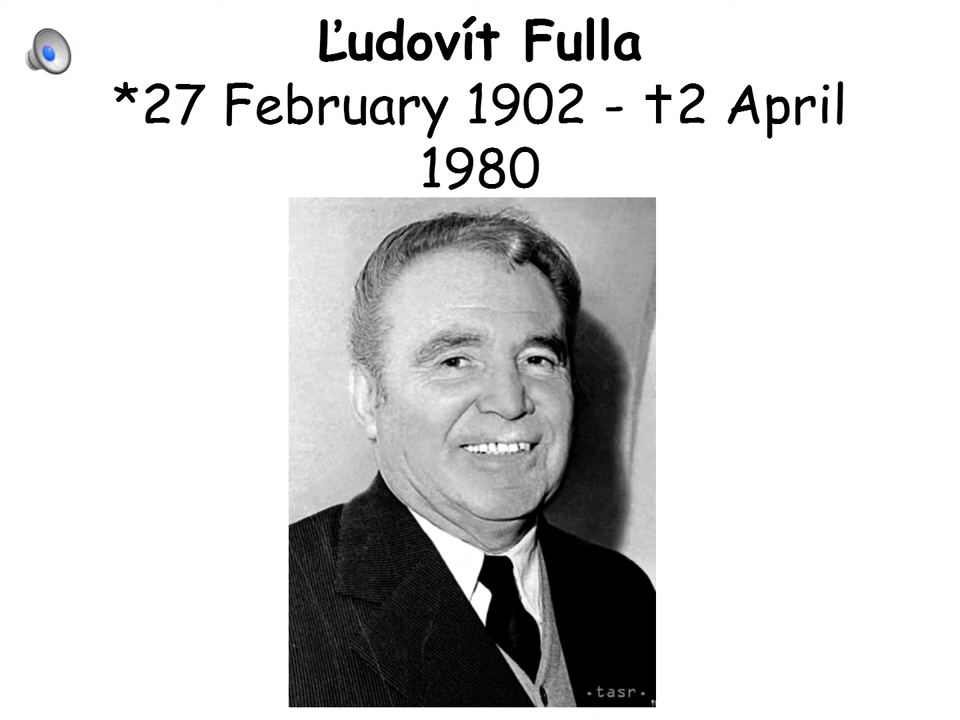 Ľudovít Fulla
*27 February 1902 - †2 April
1980
•tasr•